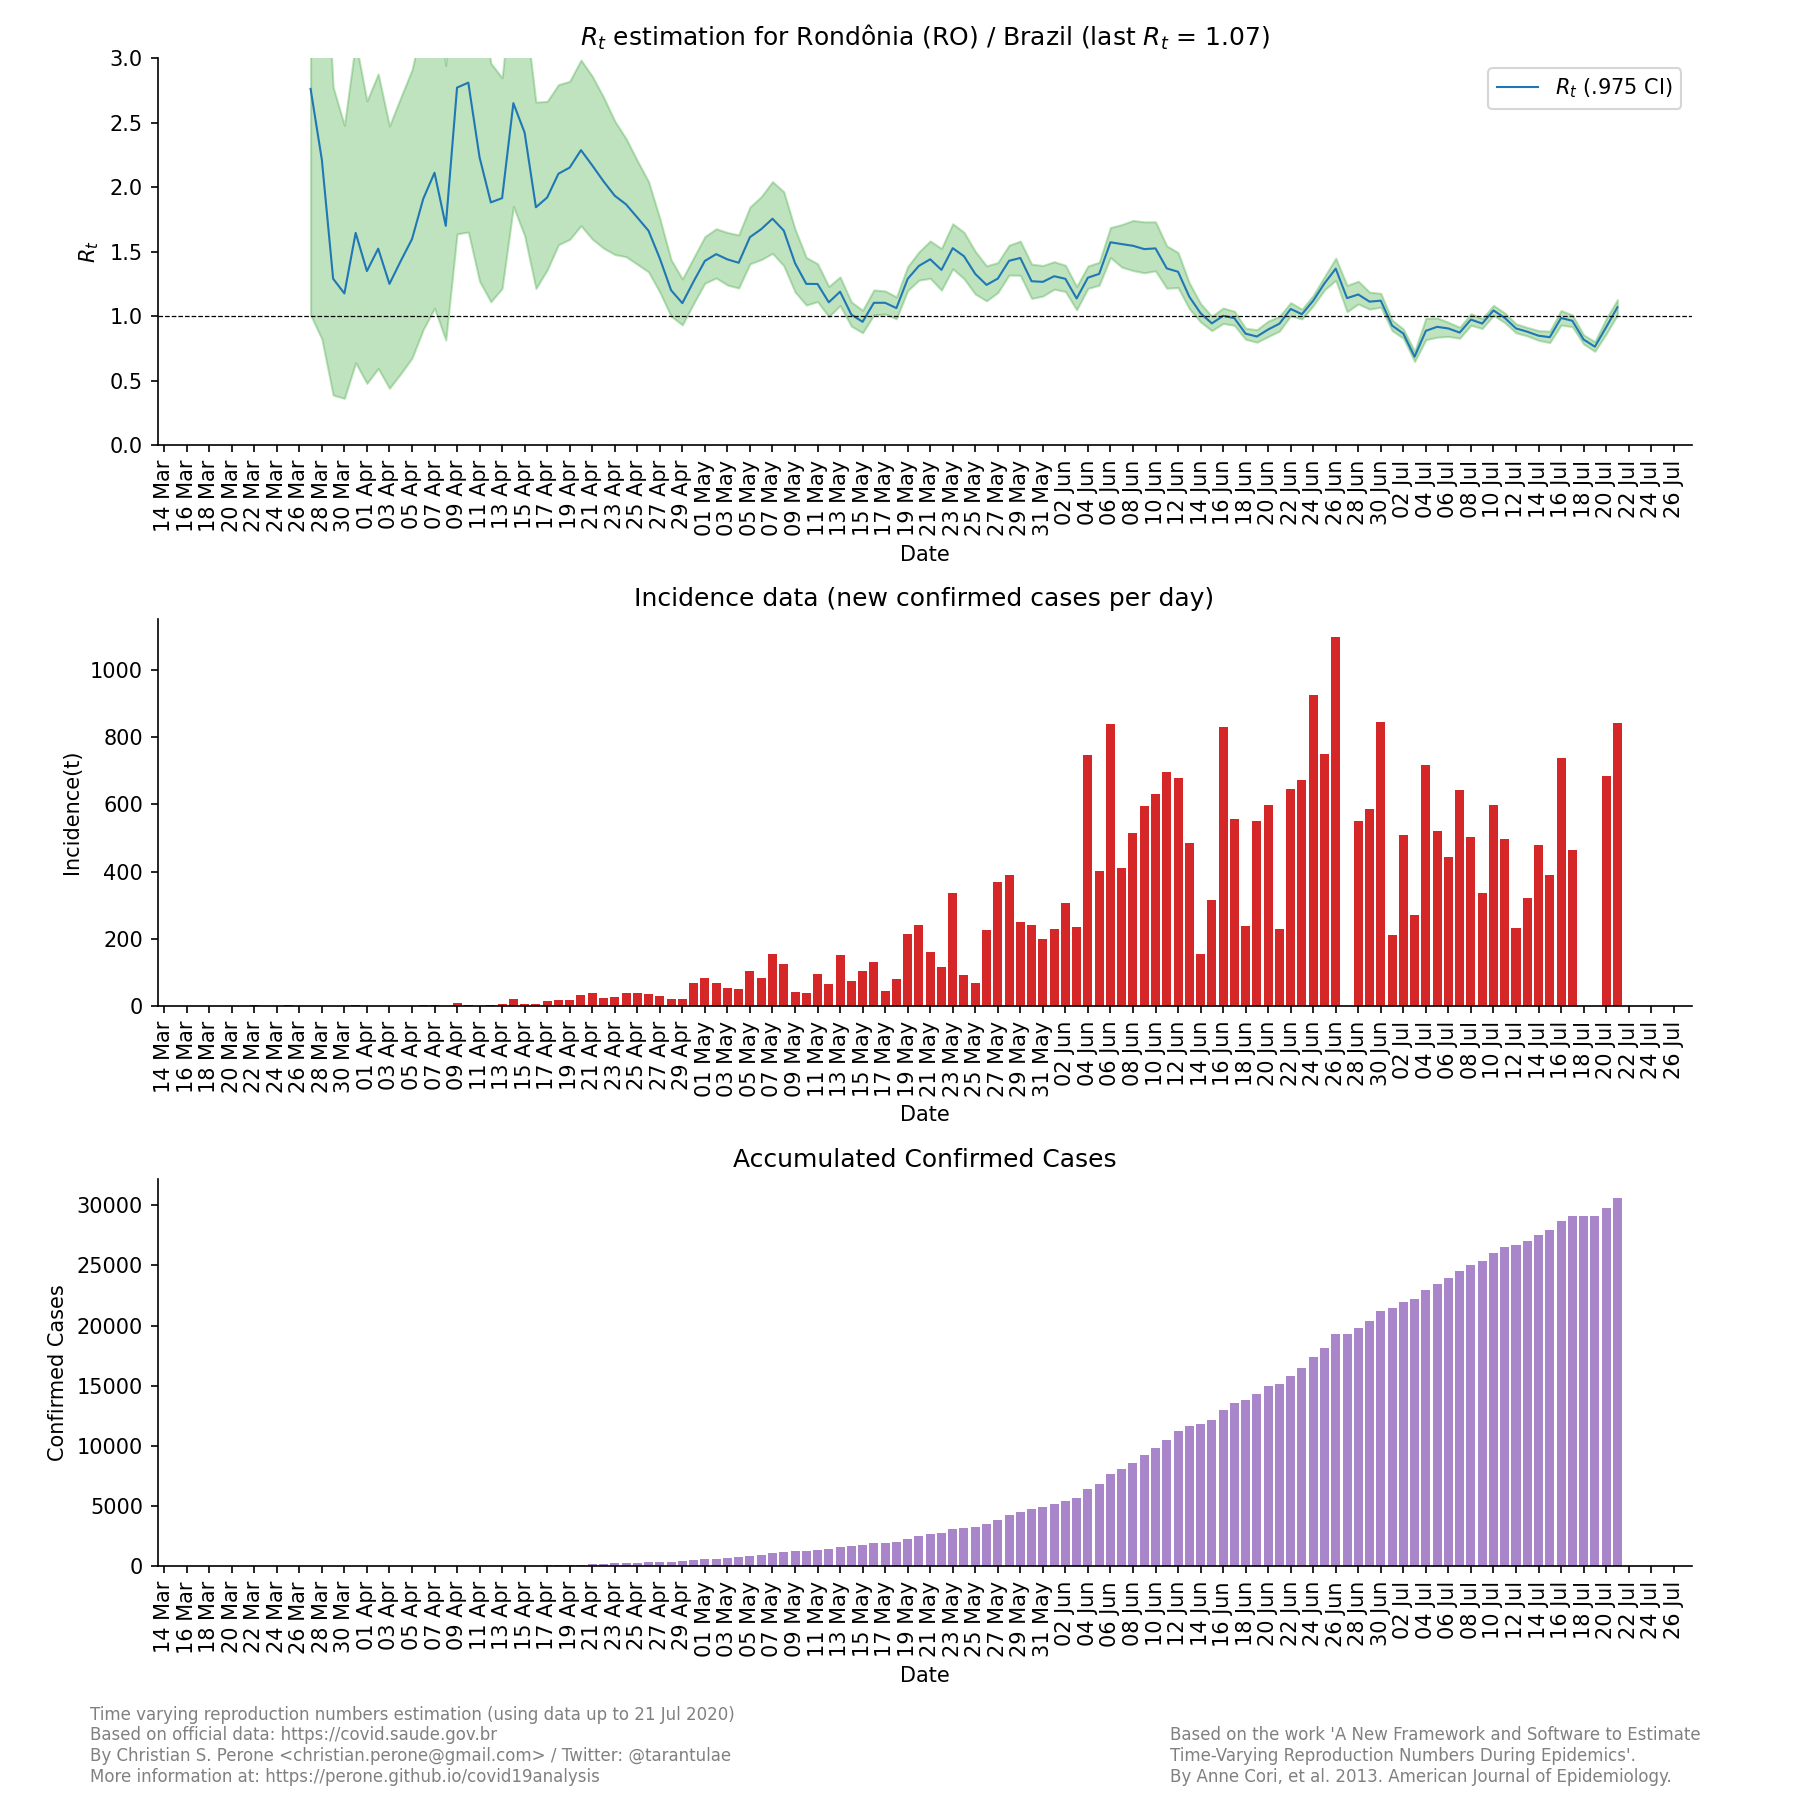 R_t estimation for Rondônia (RO) / Brazil (last R_t = 1.07)
R_t (.975 CI)
R_t
3.0
2.5
2.0
1.5
1.0
0.5
0.0
14 Mar 16 Mar 18 Mar 20 Mar 22 Mar 24 Mar 26 Mar 28 Mar 30 Mar 01 Apr 03 Apr 05 Apr 07 Apr 09 Apr 11 Apr 13 Apr 15 Apr 17 Apr 19 Apr 21 Apr 23 Apr 25 Apr 27 Apr 29 Apr 01 May 03 May 05 May 07 May 09 May 11 May 13 May 15 May 17 May 19 May 21 May 23 May 25 May 27 May 29 May 31 May 02 Jun 04 Jun 06 Jun 08 Jun 10 Jun 12 Jun 14 Jun 16 Jun 18 Jun 20 Jun 22 Jun 24 Jun 26 Jun 28 Jun 30 Jun 02 Jul 04 Jul 06 Jul 08 Jul 10 Jul 12 Jul 14 Jul 16 Jul 18 Jul 20 Jul 22 Jul 24 Jul 26 Jul
Date
Incidence data (new confirmed cases per day)
Incidence(t)
1000
800
600
400
200
0
14 Mar 16 Mar 18 Mar 20 Mar 22 Mar 24 Mar 26 Mar 28 Mar 30 Mar 01 Apr 03 Apr 05 Apr 07 Apr 09 Apr 11 Apr 13 Apr 15 Apr 17 Apr 19 Apr 21 Apr 23 Apr 25 Apr 27 Apr 29 Apr 01 May 03 May 05 May 07 May 09 May 11 May 13 May 15 May 17 May 19 May 21 May 23 May 25 May 27 May 29 May 31 May 02 Jun 04 Jun 06 Jun 08 Jun 10 Jun 12 Jun 14 Jun 16 Jun 18 Jun 20 Jun 22 Jun 24 Jun 26 Jun 28 Jun 30 Jun 02 Jul 04 Jul 06 Jul 08 Jul 10 Jul 12 Jul 14 Jul 16 Jul 18 Jul 20 Jul 22 Jul 24 Jul 26 Jul
Date
Accumulated Confirmed Cases
Confirmed Cases
30000
25000
20000
15000
10000
5000
0
14 Mar 16 Mar 18 Mar 20 Mar 22 Mar 24 Mar 26 Mar 28 Mar 30 Mar 01 Apr 03 Apr 05 Apr 07 Apr 09 Apr 11 Apr 13 Apr 15 Apr 17 Apr 19 Apr 21 Apr 23 Apr 25 Apr 27 Apr 29 Apr 01 May 03 May 05 May 07 May 09 May 11 May 13 May 15 May 17 May 19 May 21 May 23 May 25 May 27 May 29 May 31 May 02 Jun 04 Jun 06 Jun 08 Jun 10 Jun 12 Jun 14 Jun 16 Jun 18 Jun 20 Jun 22 Jun 24 Jun 26 Jun 28 Jun 30 Jun 02 Jul 04 Jul 06 Jul 08 Jul 10 Jul 12 Jul 14 Jul 16 Jul 18 Jul 20 Jul 22 Jul 24 Jul 26 Jul
Date
Time varying reproduction numbers estimation (using data up to 21 Jul 2020)
Based on official data: https://covid.saude.gov.br
By Christian S. Perone <christian.perone@gmail.com> / Twitter: @tarantulae
More information at: https://perone.github.io/covid19analysis
Based on the work 'A New Framework and Software to Estimate
Time-Varying Reproduction Numbers During Epidemics'.
By Anne Cori, et al. 2013. American Journal of Epidemiology.